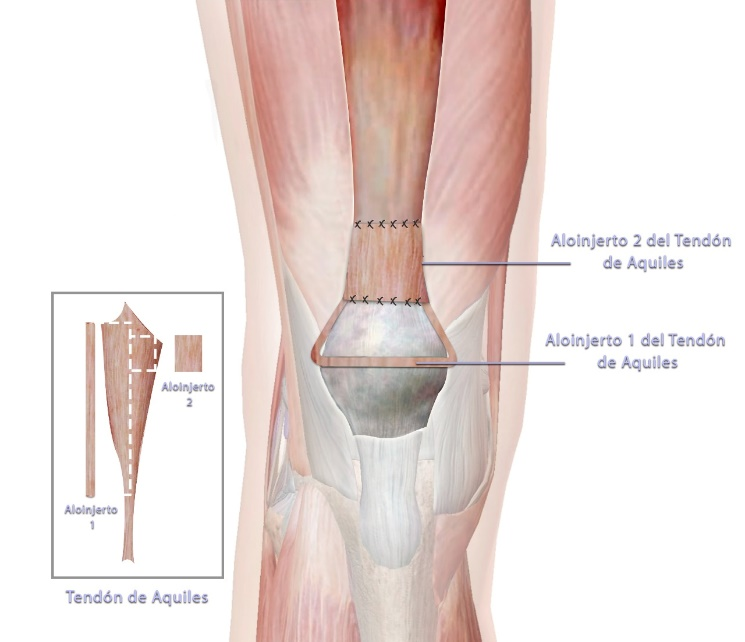 Aloinjerto 2 del Tendón
de Aquiles
Aloinjerto 1 del Tendón
de Aquiles
Aloinjerto
2
Aloinjerto
1
Tendón de Aquiles